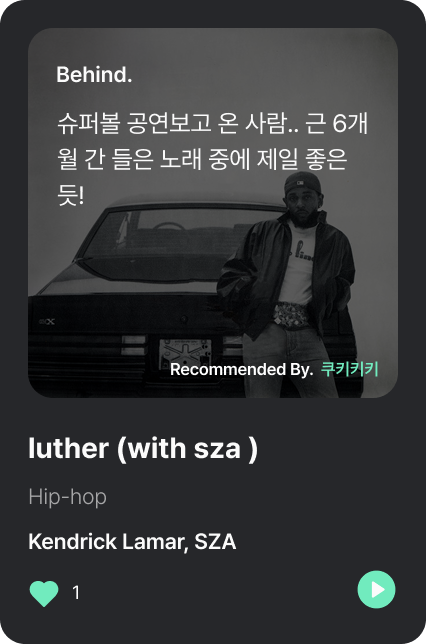 Behind.
슈퍼볼 공연보고 온 사람.. 근 6개
월 간 들은 노래 중에 제일 좋은
듯!
Recommended By. 쿠키키키
luther (with sza )
Hip-hop
Kendrick Lamar, SZA
1